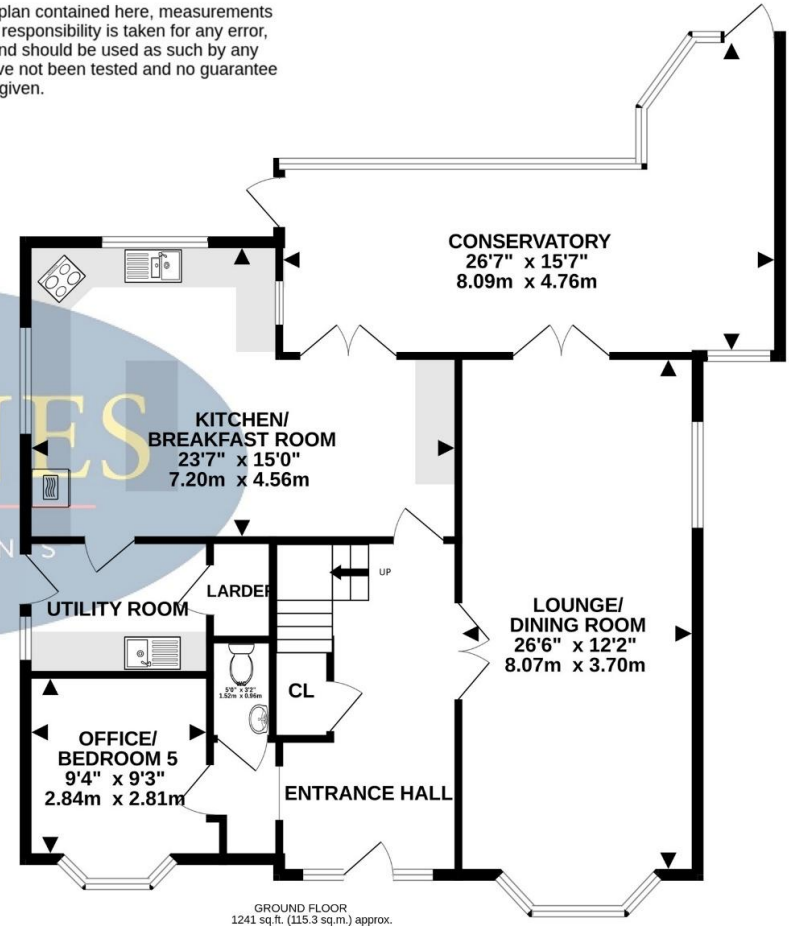 plan contained here, measurements
responsibility is taken for any error,
nd should be used as such by any
ve not been tested and no guarantee
given.
CONSERVATORY
26'7" x 15'7"
8.09m x 4.76m
KITCHEN/
BREAKFAST ROOM
23'7" x 15'0"
7.20m x 4.56m
ES
N S
UP
LARDER
UTILITY ROOM
LOUNGE/
DINING ROOM
26'6" x 12'2"
8.07m x 3.70m
WC
5'0" x 3'2"
1.52m x 0.96m
CL
OFFICE/
BEDROOM 5
9'4" x 9'3"
2.84m x 2.81m
ENTRANCE HALL
GROUND FLOOR
1241 sq.ft. (115.3 sq.m.) approx.